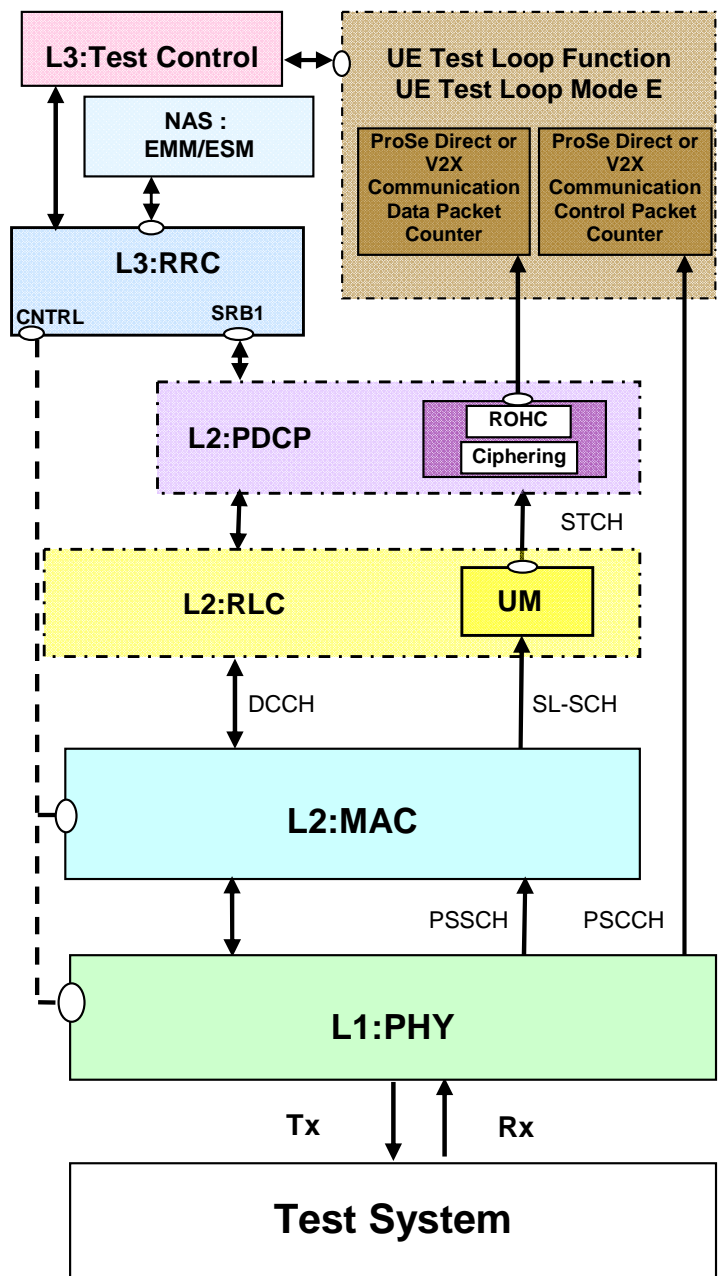 L3:Test Control
UE Test Loop Function
UE Test Loop Mode E
NAS :
EMM/ESM
ProSe Direct or
V2X
Communication
Data Packet
Counter
ProSe Direct or
V2X
Communication
Control Packet
Counter
L3:RRC
CNTRL
SRB1
L2:PDCP
ROHC
Ciphering
STCH
L2:RLC
UM
DCCH
SL-SCH
L2:MAC
PSSCH
PSCCH
L1:PHY
Tx
Rx
Test System